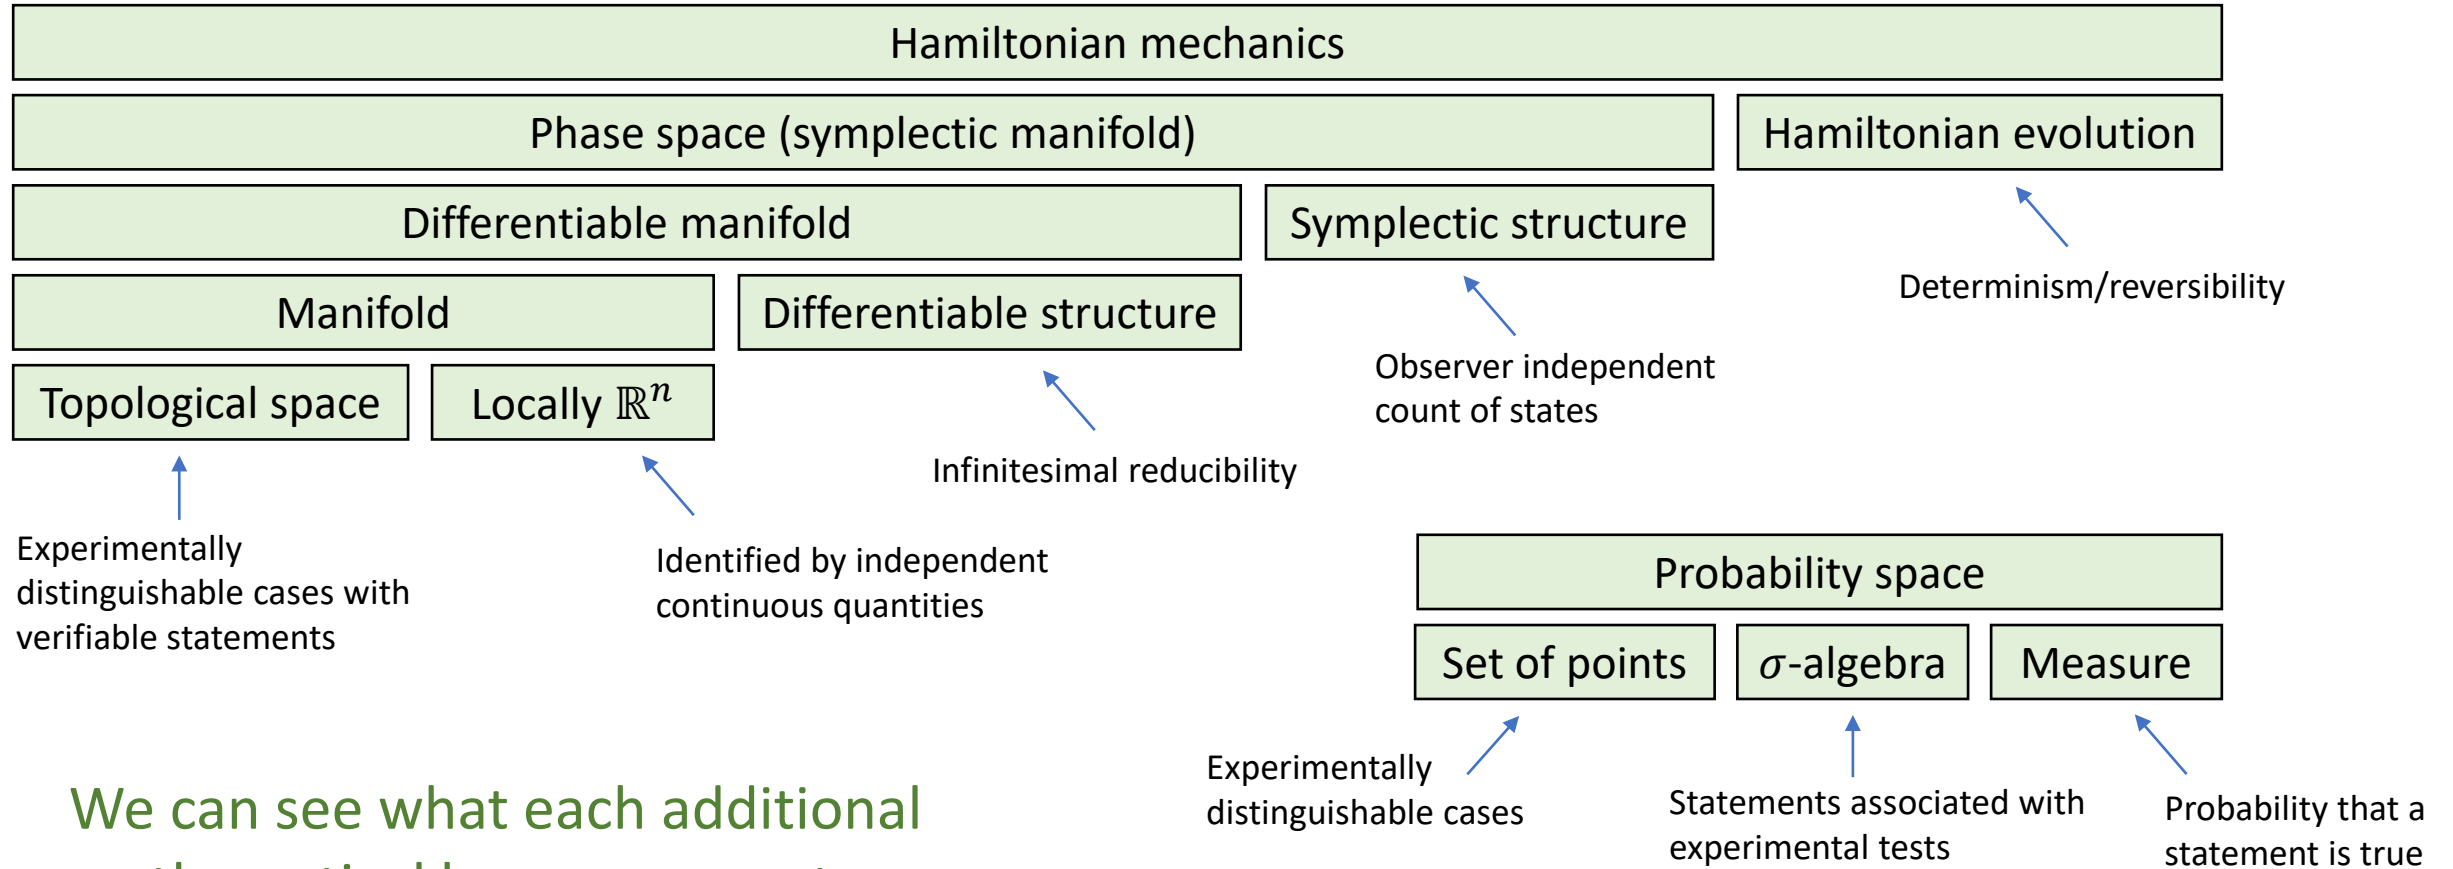 Hamiltonian mechanics
Phase space (symplectic manifold)
Hamiltonian evolution
Differentiable manifold
Symplectic structure
Determinism/reversibility
Manifold
Differentiable structure
Observer independent
count of states
Topological space
Locally ℝⁿ
Infinitesimal reducibility
Experimentally
distinguishable cases with
verifiable statements
Identified by independent
continuous quantities
Probability space
Set of points
σ-algebra
Measure
Experimentally
distinguishable cases
Statements associated with
experimental tests
Probability that a
statement is true
We can see what each additional